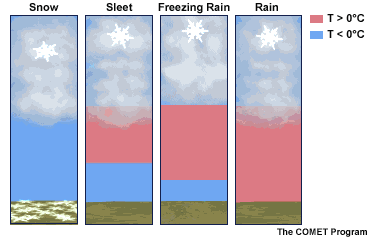 Snow Sleet Freezing Rain Rain
T > 0°C
T < 0°C
The COMET Program